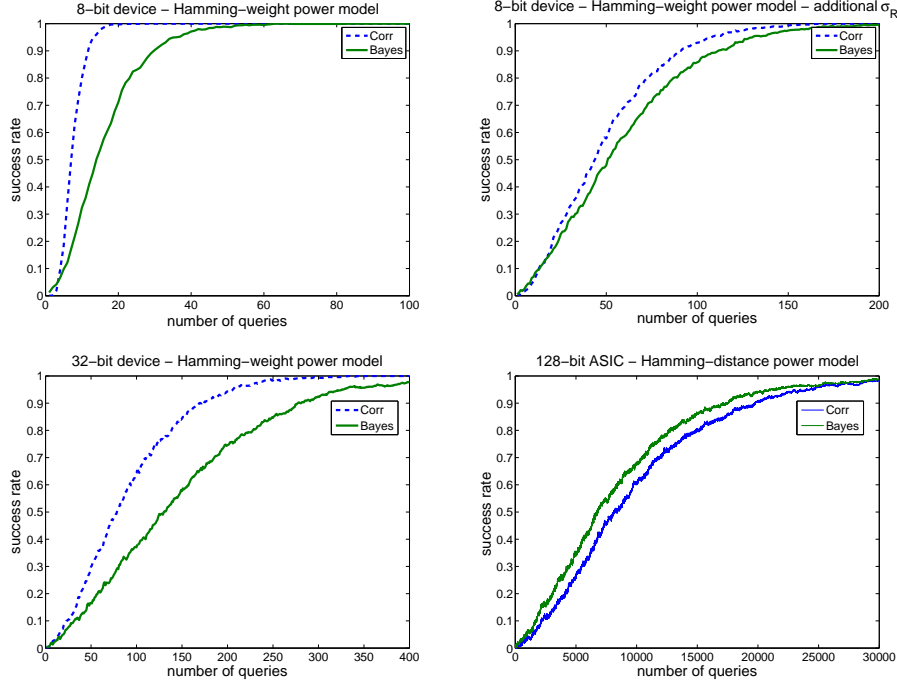 8−bit device − Hamming−weight power model
1
0.9
0.8
0.7
0.6
0.5
0.4
0.3
0.2
0.1
0
success rate
0 20 40 60 80 100
number of queries
Corr
Bayes
8−bit device − Hamming−weight power model − additional σR
1
0.9
0.8
0.7
0.6
0.5
0.4
0.3
0.2
0.1
0
success rate
0 50 100 150 200
number of queries
Corr
Bayes
32−bit device − Hamming−weight power model
1
0.9
0.8
0.7
0.6
0.5
0.4
0.3
0.2
0.1
0
success rate
0 50 100 150 200 250 300 350 400
number of queries
Corr
Bayes
128−bit ASIC − Hamming−distance power model
1
0.9
0.8
0.7
0.6
0.5
0.4
0.3
0.2
0.1
0
success rate
0 5000 10000 15000 20000 25000 30000
number of queries
Corr
Bayes